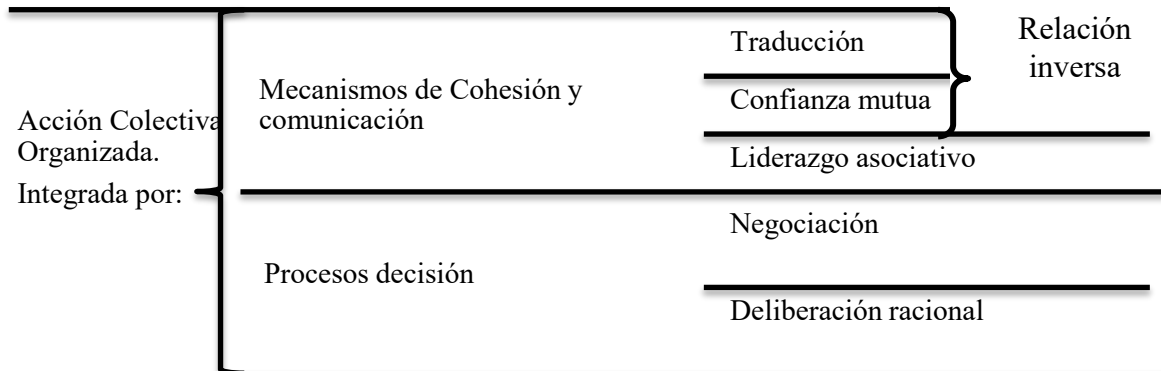 Acción Colectiva
Organizada.
Integrada por:
Mecanismos de Cohesión y
comunicación
Traducción
Confianza mutua
Liderazgo asociativo
Relación
inversa
Procesos decisión
Negociación
Deliberación racional